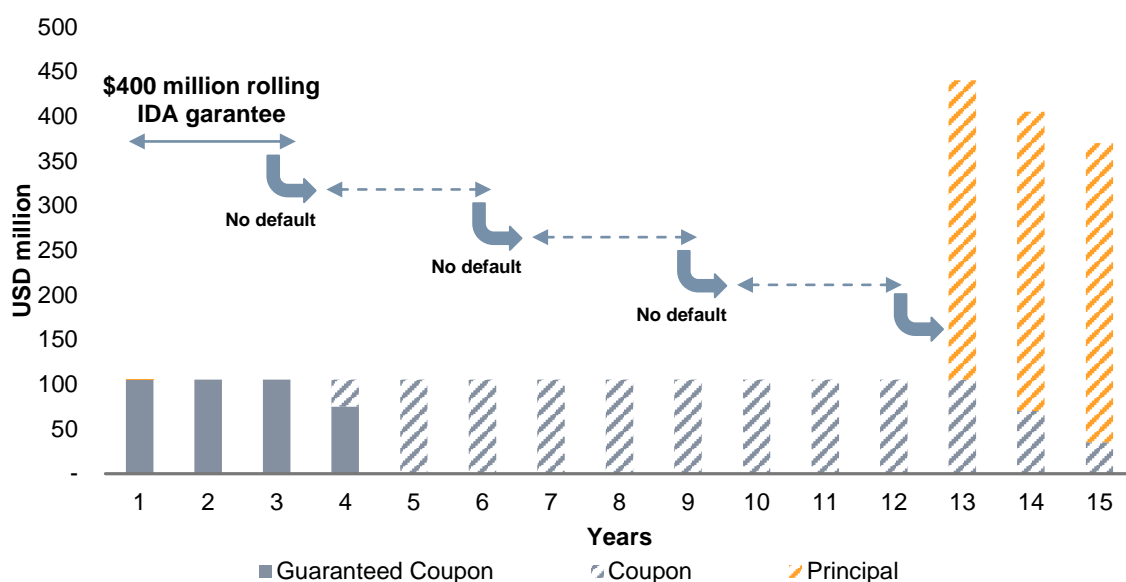 500
450
400
350
300
250
200
150
100
50
-
USD million
$400 million rolling
IDA garantee
No default
No default
No default
1 2 3 4 5 6 7 8 9 10 11 12 13 14 15
Years
Guaranteed Coupon Coupon Principal